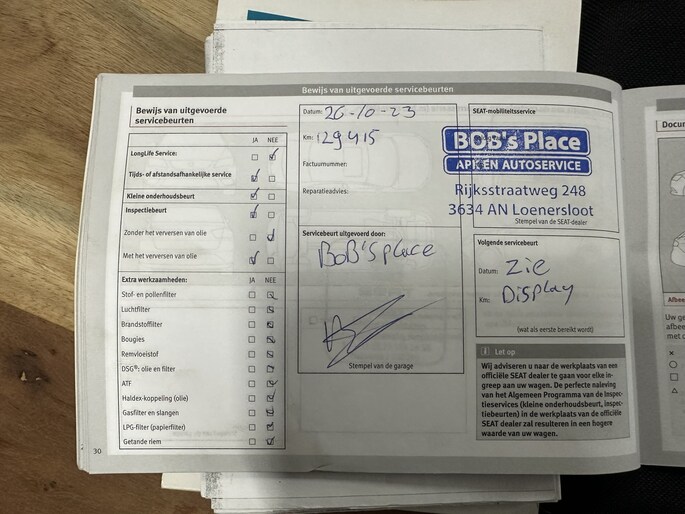 Bewijs van uitgevoerde servicebeurten
Bewijs van uitgevoerde
servicebeurten
JA NEE
LongLife Service:
Tijds- of afstandsafhankelijke service
Kleine onderhoudsbeurt
Inspectiebeurt
Zonder het verversen van olie
Met het verversen van olie
Extra werkzaamheden: JA NEE
Stof- en pollenfilter
Luchtfilter
Brandstoffilter
Bougies
Remvloeistof
DSG®: olie en filter
ATF
Haldex-koppeling (olie)
Gasfilter en slangen
LPG-filter (papierfilter)
Getande riem
30
Datum: 26-10-23
Km: 129415
Factuurnummer:
Reparatieadvies:
Servicebeurt uitgevoerd door:
BoB's place
Stempel van de garage
SEAT-mobiliteitsservice
BOB's Place
APK EN AUTOSERVICE
Rijksstraatweg 248
3634 AN Loenersloot
Stempel van de SEAT-dealer
Volgende servicebeurt
Datum: Zie
Km: Display
(wat als eerste bereikt wordt)
Let op
Wij adviseren u naar de werkplaats van een
officiële SEAT dealer te gaan voor elke in-
greep aan uw wagen. De perfecte naleving
van het Algemeen Programma van de Inspec-
tieservices (kleine onderhoudsbeurt, inspec-
tiebeurten) in de werkplaats van de officiële
SEAT dealer zal resulteren in een hogere
waarde van uw wagen.
Docu
Afbee
Uw ge
afbee
met d